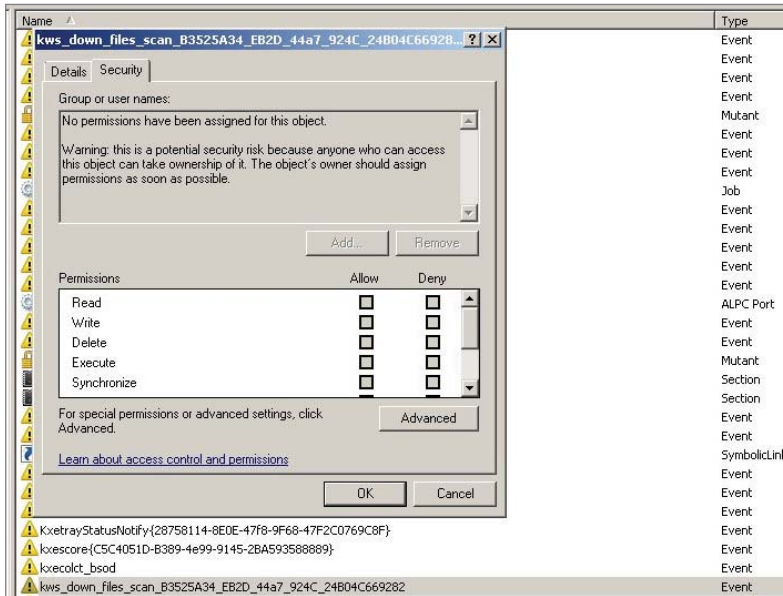 Name
Type
kws_down_files_scan_B3525A34_EB2D_44a7_924C_24B04C66928...
Event
Event
Details
Security
Event
Event
Group or user names:
Mutant
No permissions have been assigned for this object.
Event
Warning: this is a potential security risk because anyone who can access
Event
this object can take ownership of it. The object's owner should assign
Event
permissions as soon as possible.
Job
Event
Event
Add...
Remove
Event
Event
Permissions
Allow
Deny
Event
Read
ALPC Port
Write
Event
Delete
Event
Execute
Mutant
Synchronize
Section
Section
For special permissions or advanced settings, click
Advanced
Event
Advanced.
Event
Learn about access control and permissions
SymbolicLin
Event
OK
Cancel
Event
Event
KxetrayStatusNotify{28758114-8E0E-47f8-9F68-47F2C0769C8F}
Event
kxescore{C5C4051D-B389-4e99-9145-2BA593588889}
Event
kxecolct_bsod
Event
kws_down_files_scan_B3525A34_EB2D_44a7_924C_24B04C669282
Event